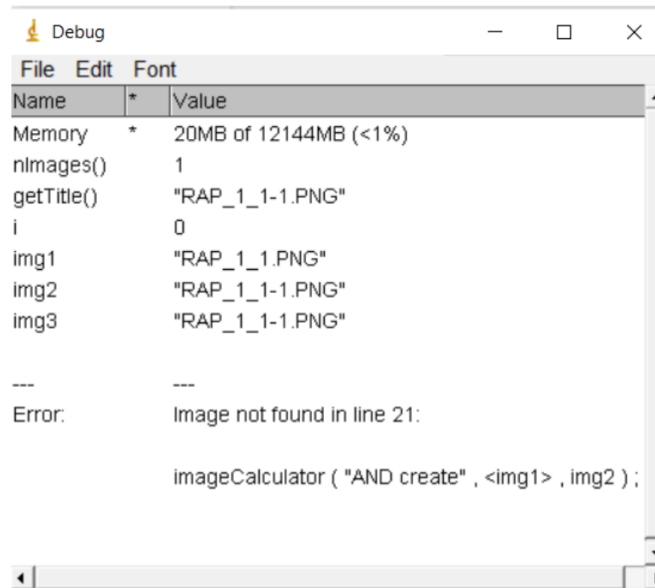 Debug
File Edit Font
Name * Value
Memory * 20MB of 12144MB (<1%)
nImages() 1
getTitle() "RAP_1_1-1.PNG"
i 0
img1 "RAP_1_1.PNG"
img2 "RAP_1_1-1.PNG"
img3 "RAP_1_1-1.PNG"
--- ---
Error: Image not found in line 21:
imageCalculator ( "AND create" , <img1> , img2 ) ;